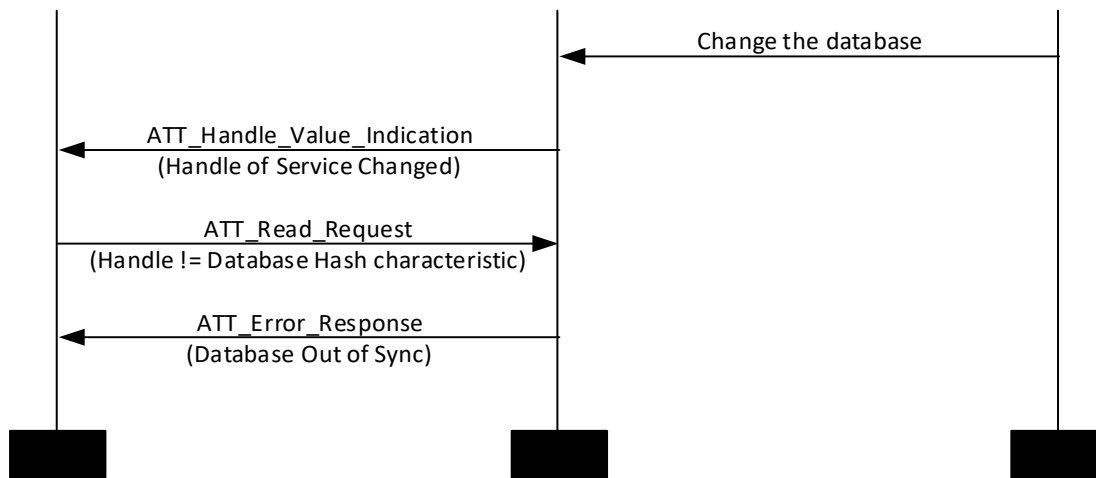 Change the database
ATT_Handle_Value_Indication
(Handle of Service Changed)
ATT_Read_Request
(Handle != Database Hash characteristic)
ATT_Error_Response
(Database Out of Sync)